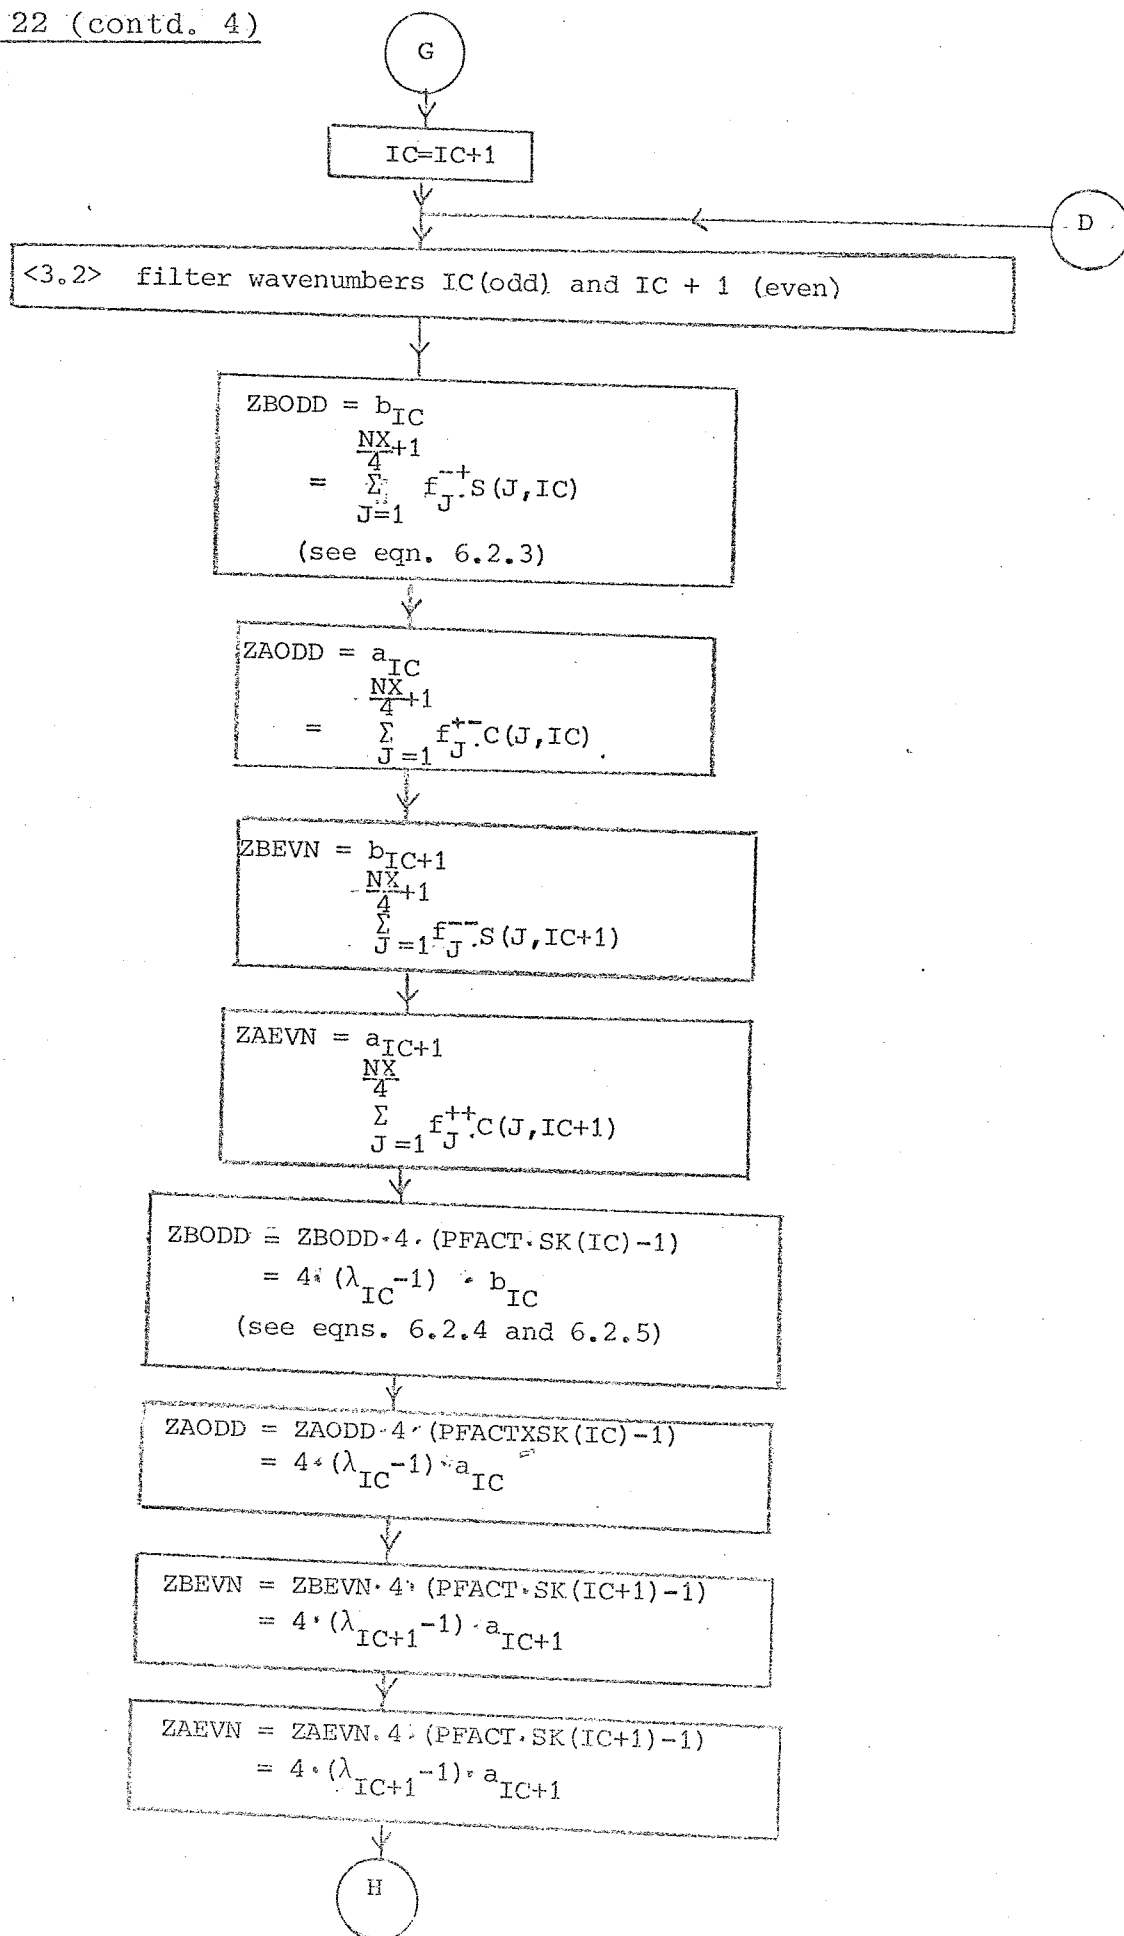 22 (contd. 4)
G
IC=IC+1
D
<3.2> filter wavenumbers IC(odd) and IC + 1 (even)
ZBODD = b_IC
NX/4 +1
= Σ f_J^-+.S(J,IC)
J=1
(see eqn. 6.2.3)
ZAODD = a_IC
NX/4 +1
= Σ f_J^+-.C(J,IC)
J=1
ZBEVN = b_IC+1
NX/4 +1
Σ f_J^--.S(J,IC+1)
J=1
ZAEVN = a_IC+1
NX/4
Σ f_J^++.C(J,IC+1)
J=1
ZBODD = ZBODD·4·(PFACT·SK(IC)-1)
= 4·(λ_IC-1) · b_IC
(see eqns. 6.2.4 and 6.2.5)
ZAODD = ZAODD·4·(PFACTXSK(IC)-1)
= 4·(λ_IC-1)·a_IC
ZBEVN = ZBEVN·4·(PFACT·SK(IC+1)-1)
= 4·(λ_IC+1-1)·a_IC+1
ZAEVN = ZAEVN.4.(PFACT.SK(IC+1)-1)
= 4·(λ_IC+1-1)·a_IC+1
H